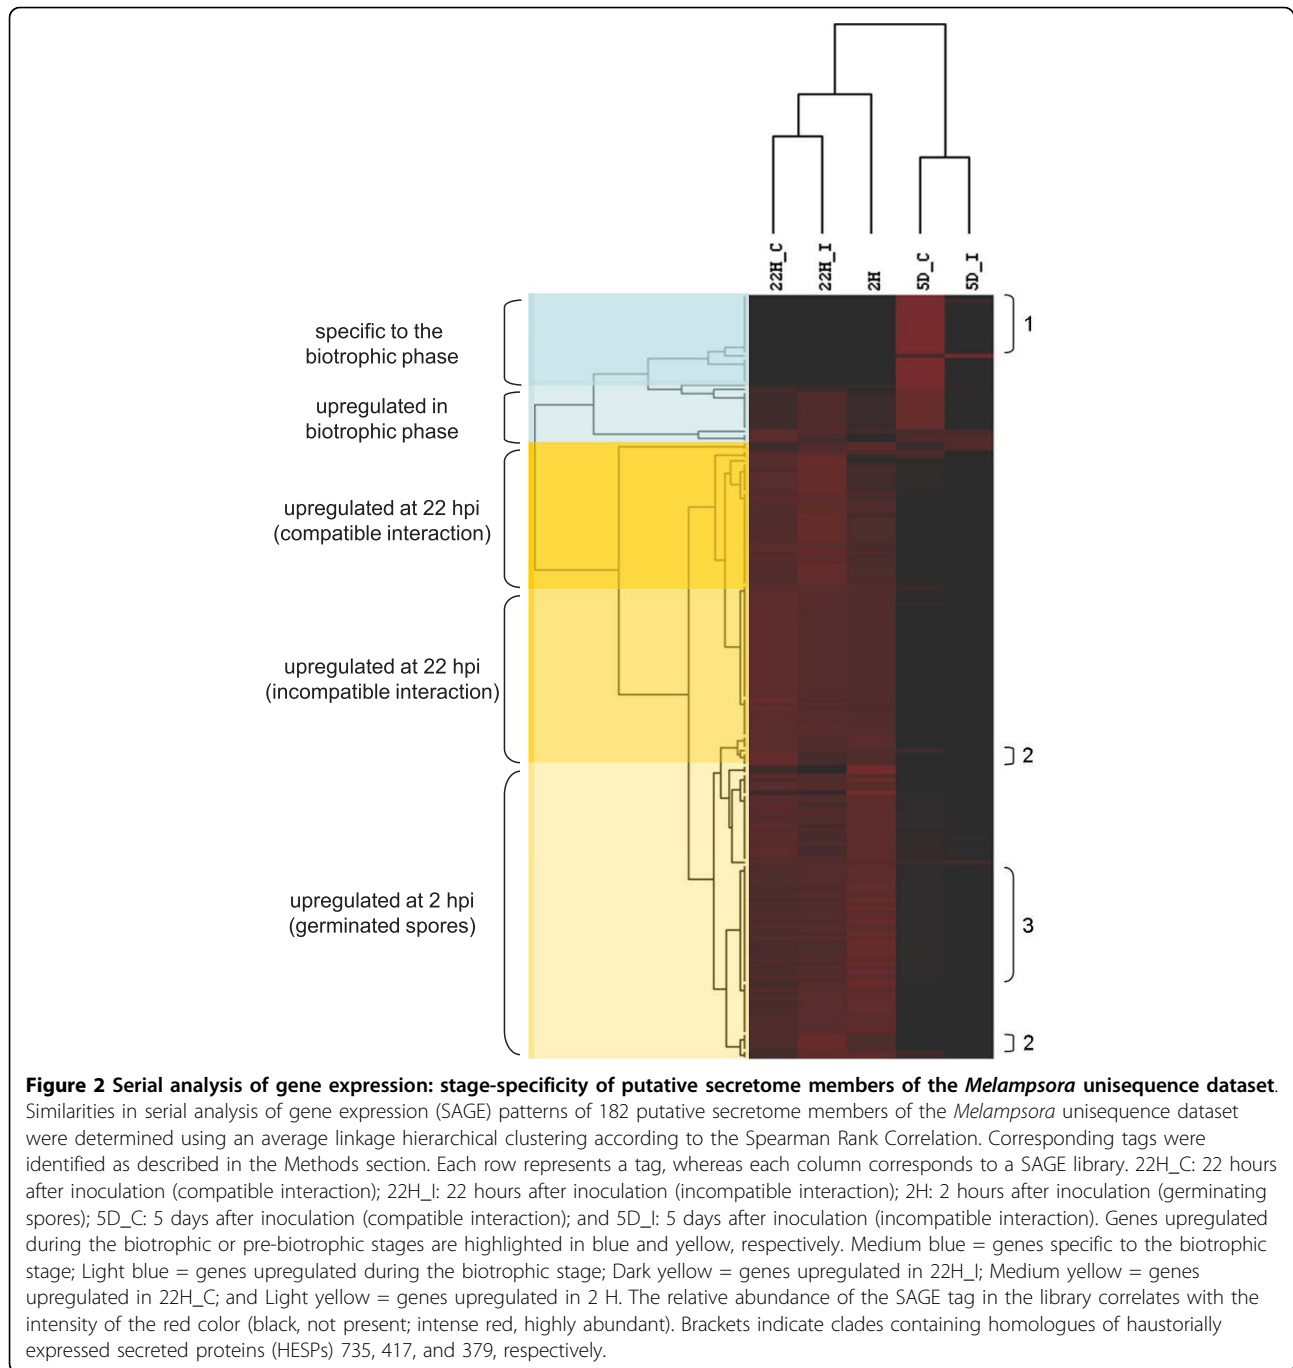 22H_C
22H_I
2H
5D_C
5D_I
specific to the
biotrophic phase
1
upregulated in
biotrophic phase
upregulated at 22 hpi
(compatible interaction)
upregulated at 22 hpi
(incompatible interaction)
2
upregulated at 2 hpi
(germinated spores)
3
2
Figure 2 Serial analysis of gene expression: stage-specificity of putative secretome members of the Melampsora unisequence dataset.
Similarities in serial analysis of gene expression (SAGE) patterns of 182 putative secretome members of the Melampsora unisequence dataset
were determined using an average linkage hierarchical clustering according to the Spearman Rank Correlation. Corresponding tags were
identified as described in the Methods section. Each row represents a tag, whereas each column corresponds to a SAGE library. 22H_C: 22 hours
after inoculation (compatible interaction); 22H_I: 22 hours after inoculation (incompatible interaction); 2H: 2 hours after inoculation (germinating
spores); 5D_C: 5 days after inoculation (compatible interaction); and 5D_I: 5 days after inoculation (incompatible interaction). Genes upregulated
during the biotrophic or pre-biotrophic stages are highlighted in blue and yellow, respectively. Medium blue = genes specific to the biotrophic
stage; Light blue = genes upregulated during the biotrophic stage; Dark yellow = genes upregulated in 22H_I; Medium yellow = genes
upregulated in 22H_C; and Light yellow = genes upregulated in 2 H. The relative abundance of the SAGE tag in the library correlates with the
intensity of the red color (black, not present; intense red, highly abundant). Brackets indicate clades containing homologues of haustorially
expressed secreted proteins (HESPs) 735, 417, and 379, respectively.